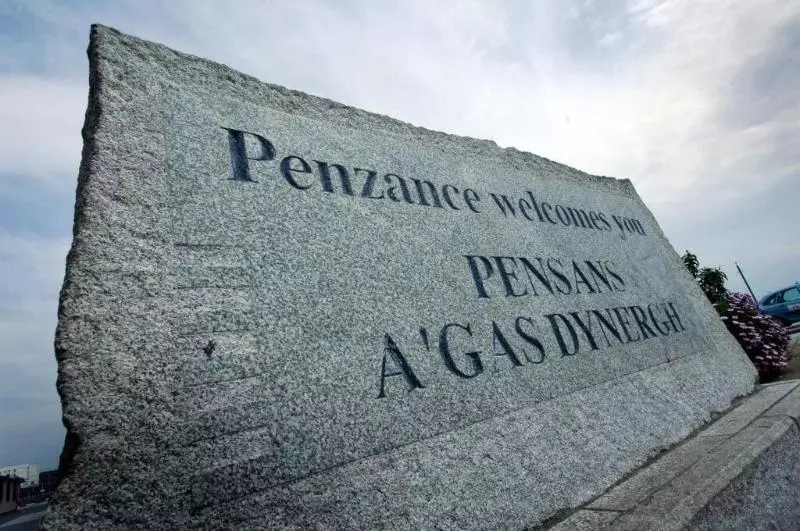 Penzance welcomes you
PENSANS
A'GAS DYNERGH